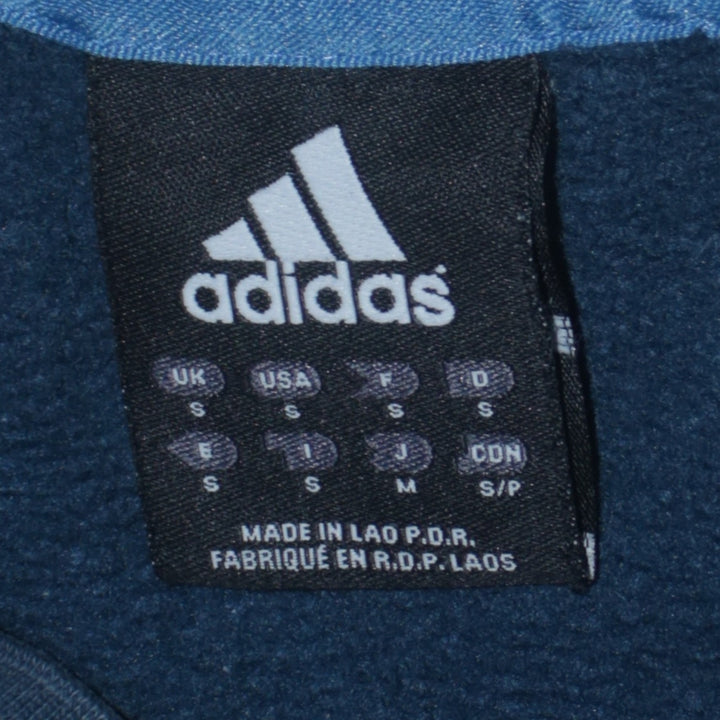 adidas
UK USA F D
S S S S
E I J CDN
S S M S/P
MADE IN LAO P.D.R.
FABRIQUÉ EN R.D.P. LAOS